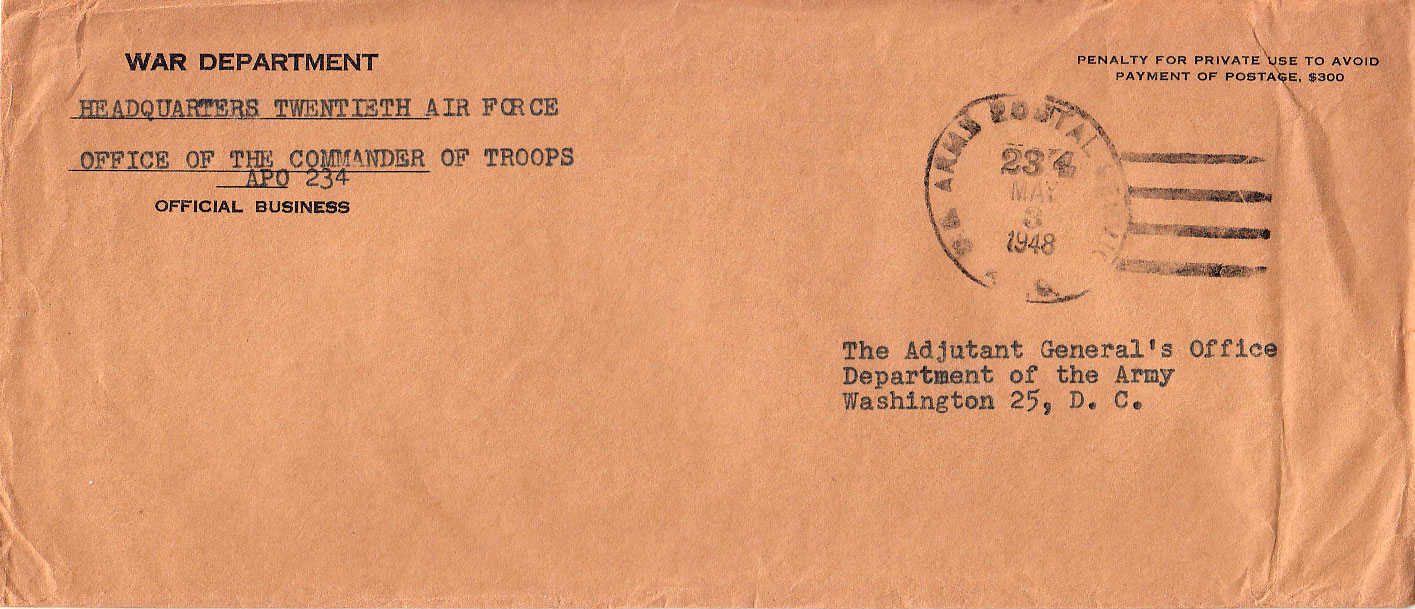 WAR DEPARTMENT
HEADQUARTERS TWENTIETH AIR FORCE
OFFICE OF THE COMMANDER OF TROOPS
APO 234
OFFICIAL BUSINESS
PENALTY FOR PRIVATE USE TO AVOID
PAYMENT OF POSTAGE, $300
ARMY POSTAL
234
MAY
3
1948
The Adjutant General's Office
Department of the Army
Washington 25, D. C.